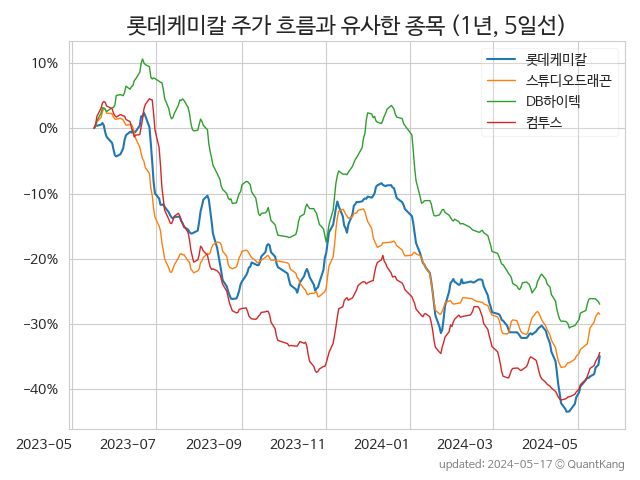 롯데케미칼 주가 흐름과 유사한 종목 (1년, 5일선)
롯데케미칼
스튜디오드래곤
DB하이텍
컴투스
10%
0%
−10%
−20%
−30%
−40%
2023-05 2023-07 2023-09 2023-11 2024-01 2024-03 2024-05
updated: 2024-05-17 © QuantKang